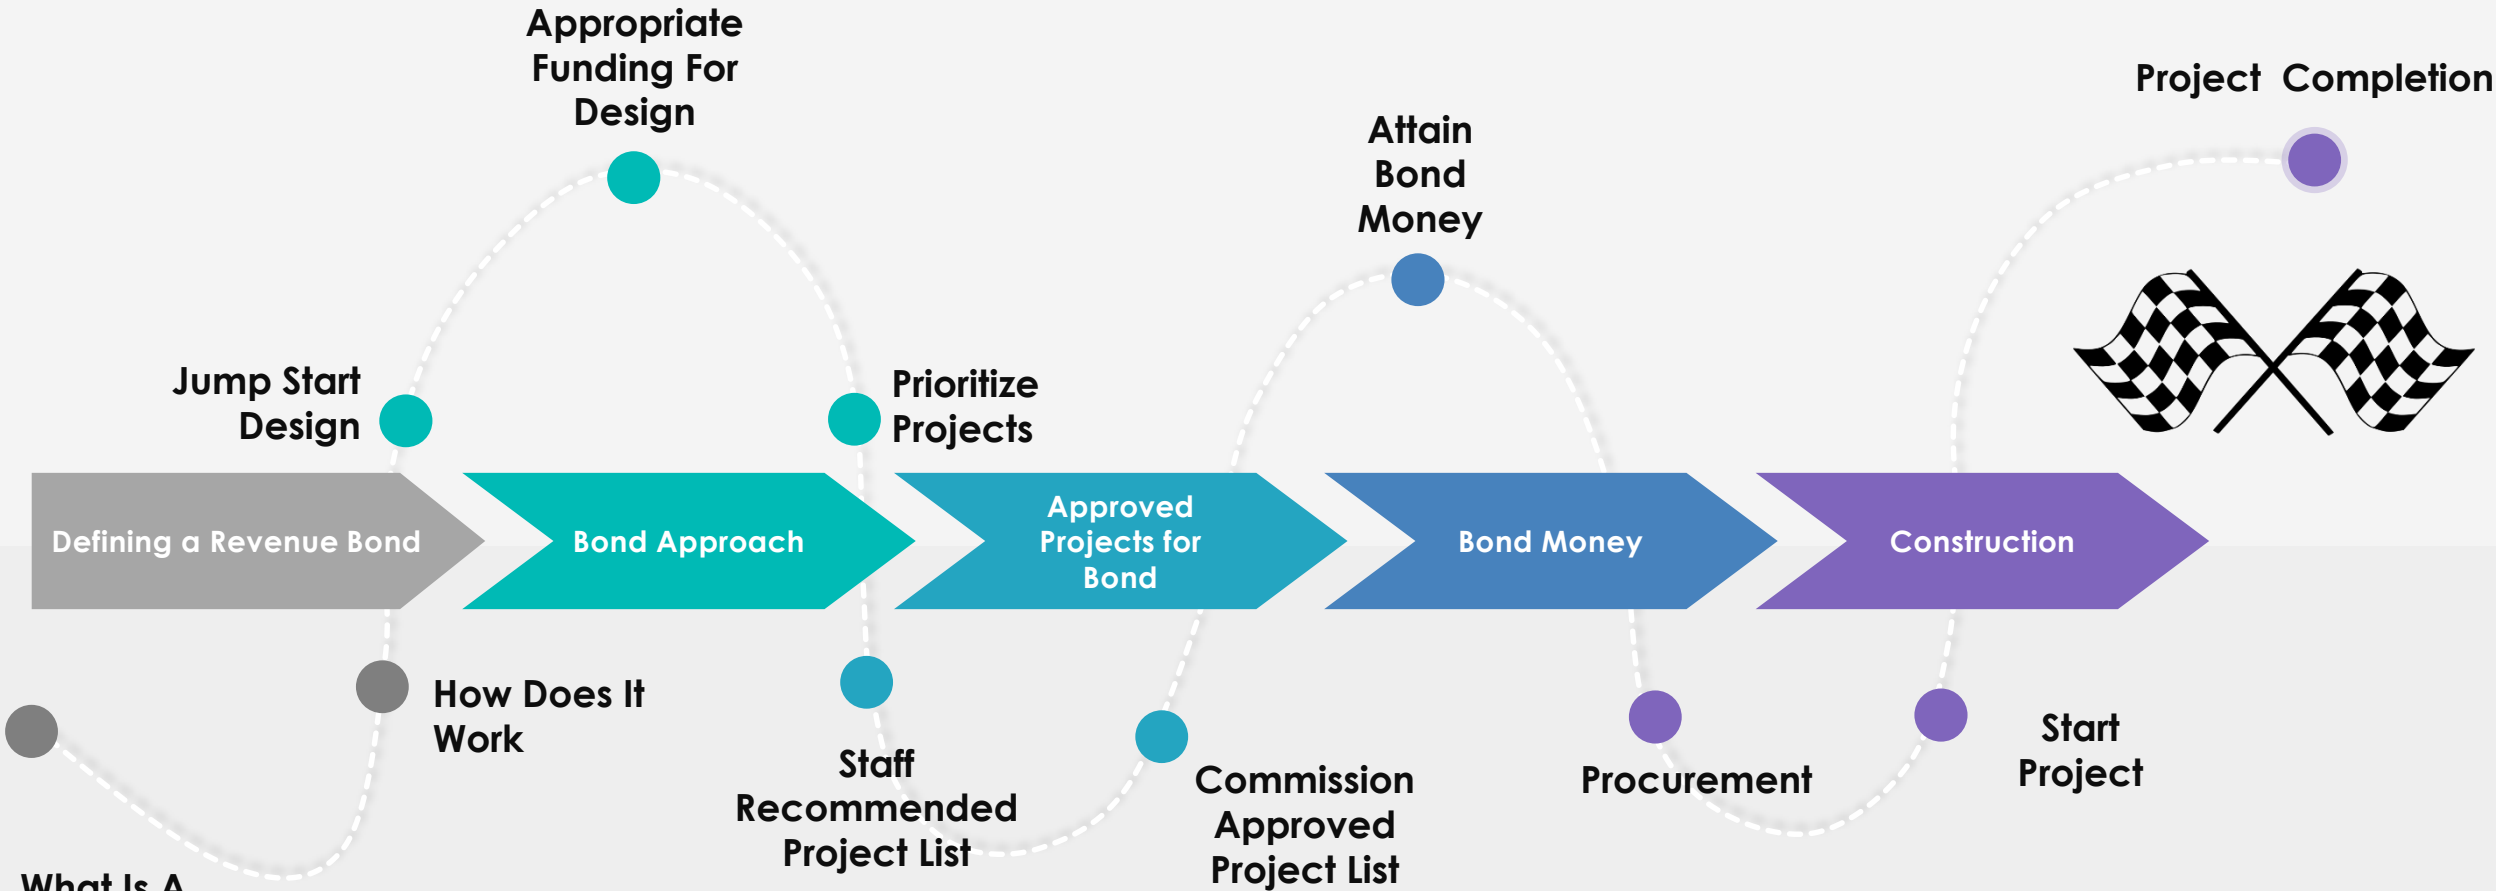 Appropriate
Funding For
Design
Project Completion
Attain
Bond
Money
Jump Start
Design
Prioritize
Projects
Defining a Revenue Bond
Bond Approach
Approved
Projects for
Bond
Bond Money
Construction
How Does It
Work
Staff
Recommended
Project List
Commission
Approved
Project List
Procurement
Start
Project
What Is A